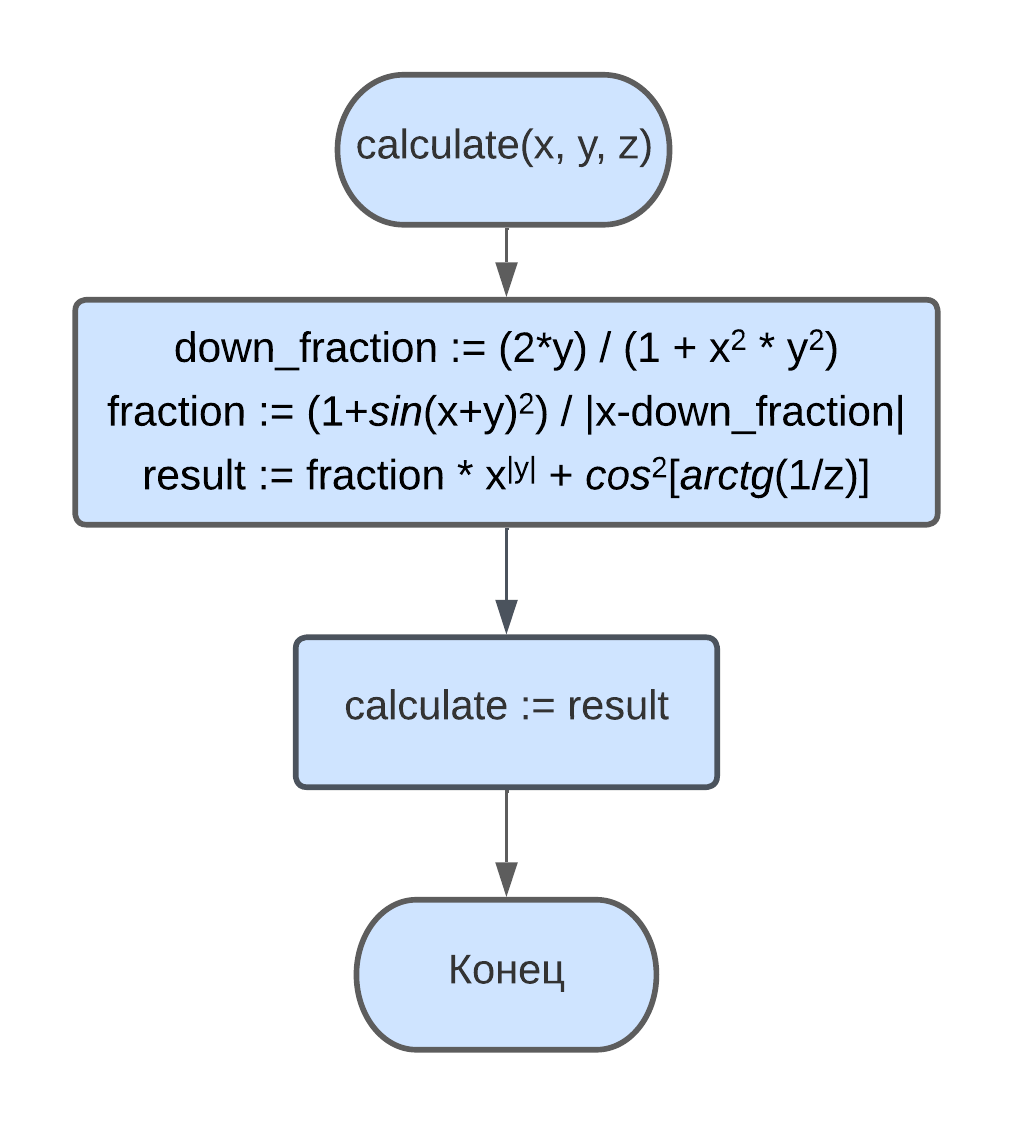 calculate(x, y, z)
down_fraction := (2*y) / (1 + x² * y²)
fraction := (1+sin(x+y)²) / |x-down_fraction|
result := fraction * x^|y| + cos²[arctg(1/z)]
calculate := result
Конец